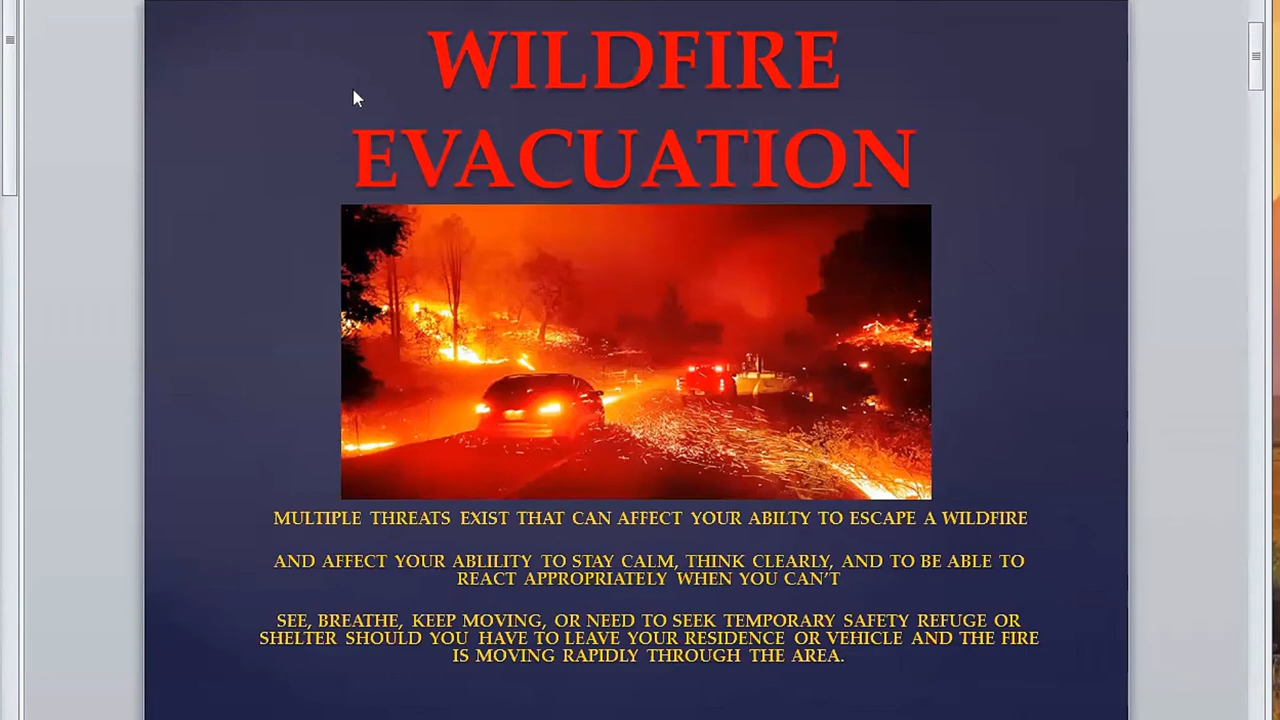 WILDFIRE
EVACUATION
MULTIPLE THREATS EXIST THAT CAN AFFECT YOUR ABILTY TO ESCAPE A WILDFIRE
AND AFFECT YOUR ABLILITY TO STAY CALM, THINK CLEARLY, AND TO BE ABLE TO
REACT APPROPRIATELY WHEN YOU CAN'T
SEE, BREATHE, KEEP MOVING, OR NEED TO SEEK TEMPORARY SAFETY REFUGE OR
SHELTER SHOULD YOU HAVE TO LEAVE YOUR RESIDENCE OR VEHICLE AND THE FIRE
IS MOVING RAPIDLY THROUGH THE AREA.